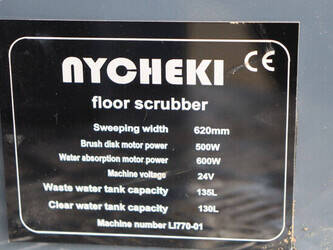 NYCHEKI CE
floor scrubber
Sweeping width 620mm
Brush disk motor power 500W
Water absorption motor power 600W
Machine voltage 24V
Waste water tank capacity 135L
Clear water tank capacity 130L
Machine number LI770-01